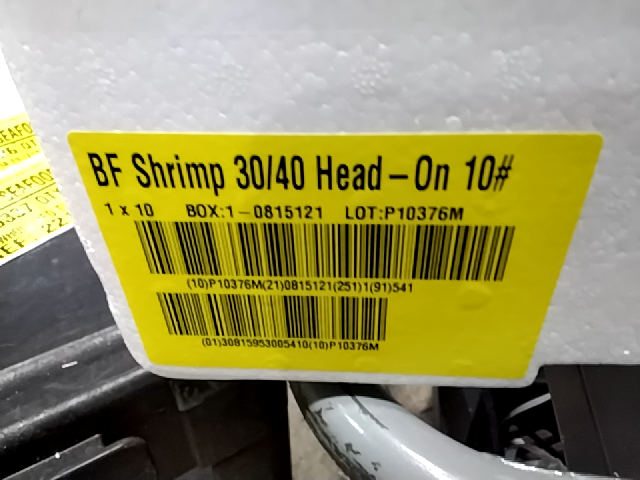 BF Shrimp 30/40 Head-On 10#
1 x 10 BOX:1-0815121 LOT:P10376M
(10)P10376M(21)0815121(251)1(91)541
(01)30815953005410(10)P10376M